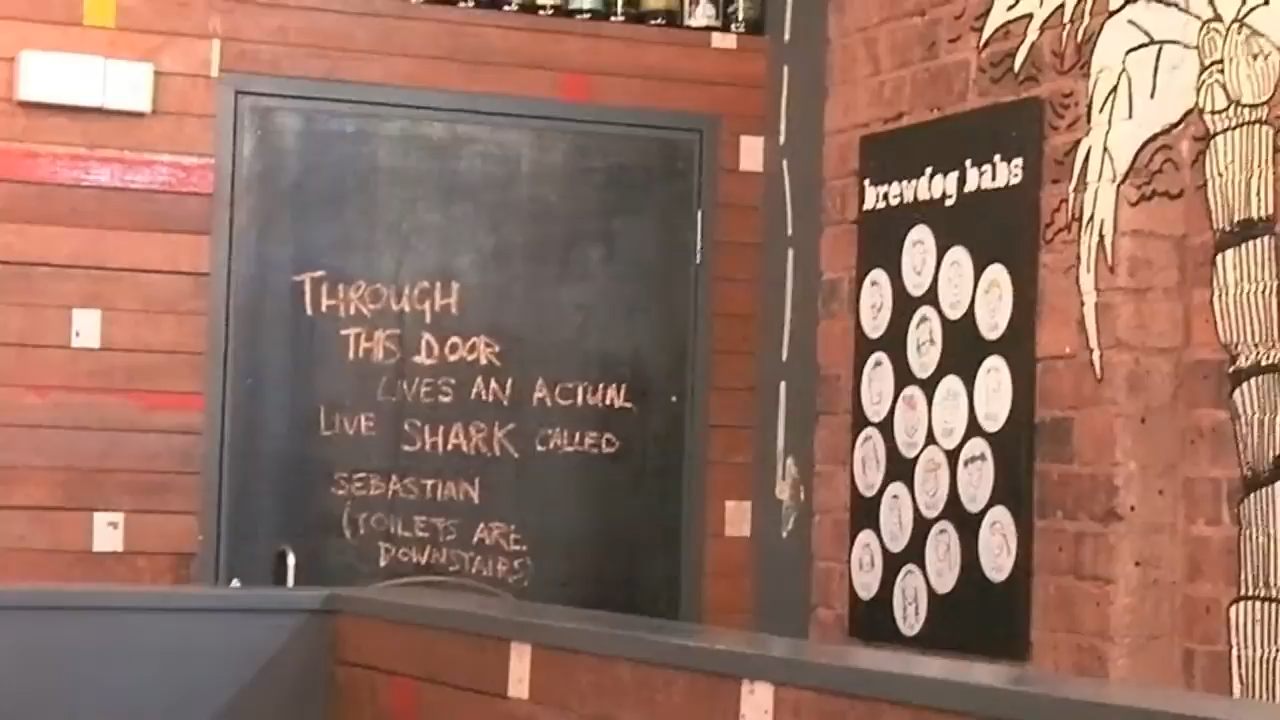 THROUGH
THIS DOOR
LIVES AN ACTUAL
LIVE SHARK CALLED
SEBASTIAN
(TOILETS ARE
DOWNSTAIRS)
brewdog babs